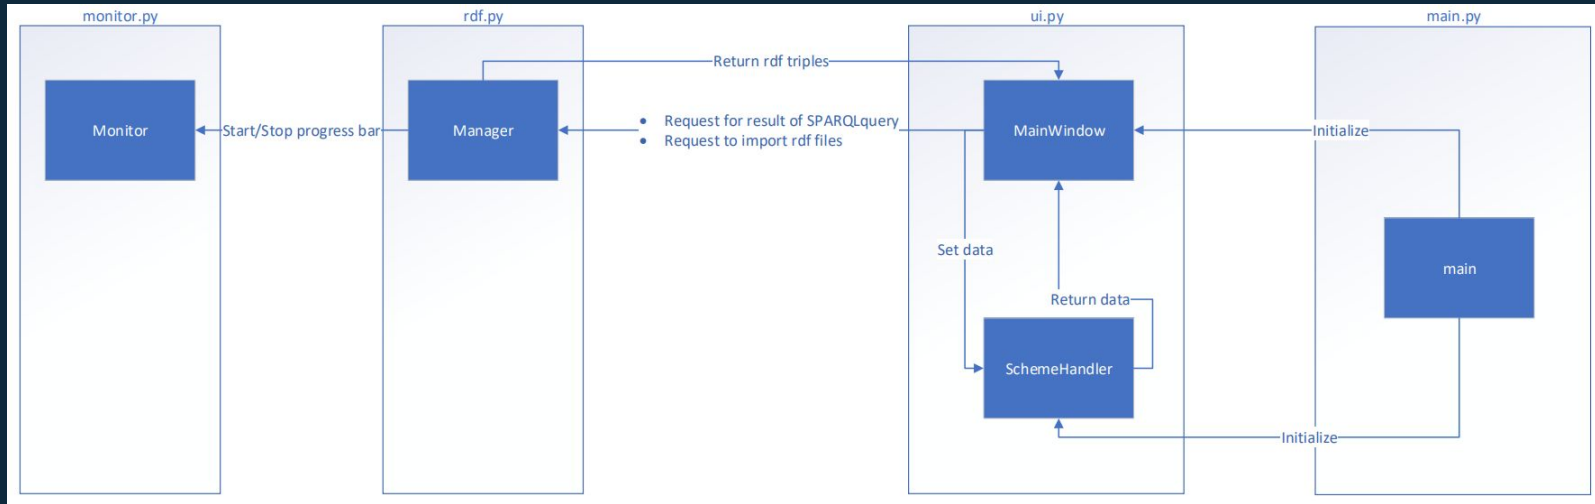 monitor.py
rdf.py
ui.py
main.py
Return rdf triples
Monitor
Start/Stop progress bar
Manager
• Request for result of SPARQLquery
• Request to import rdf files
MainWindow
Initialize
Set data
main
Return data
SchemeHandler
Initialize